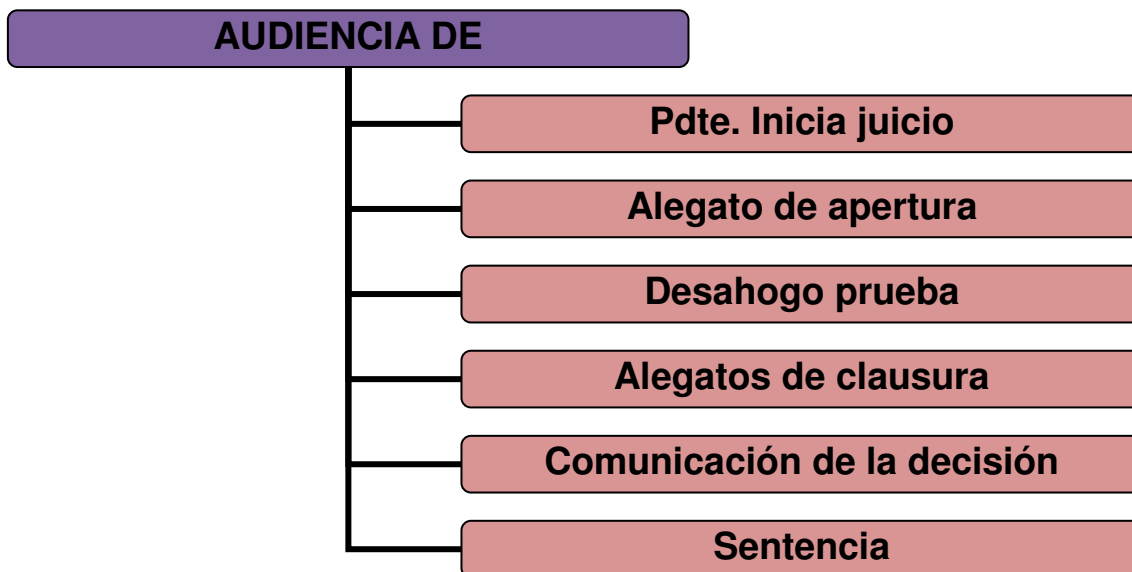 AUDIENCIA DE
Pdte. Inicia juicio
Alegato de apertura
Desahogo prueba
Alegatos de clausura
Comunicación de la decisión
Sentencia